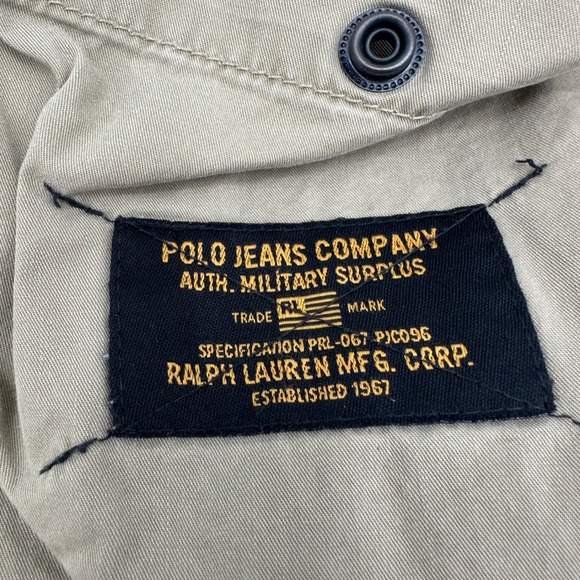 POLO JEANS COMPANY
AUTH. MILITARY SURPLUS
TRADE RL MARK
SPECIFICATION PRL-067-PJC096
RALPH LAUREN MFG. CORP.
ESTABLISHED 1967